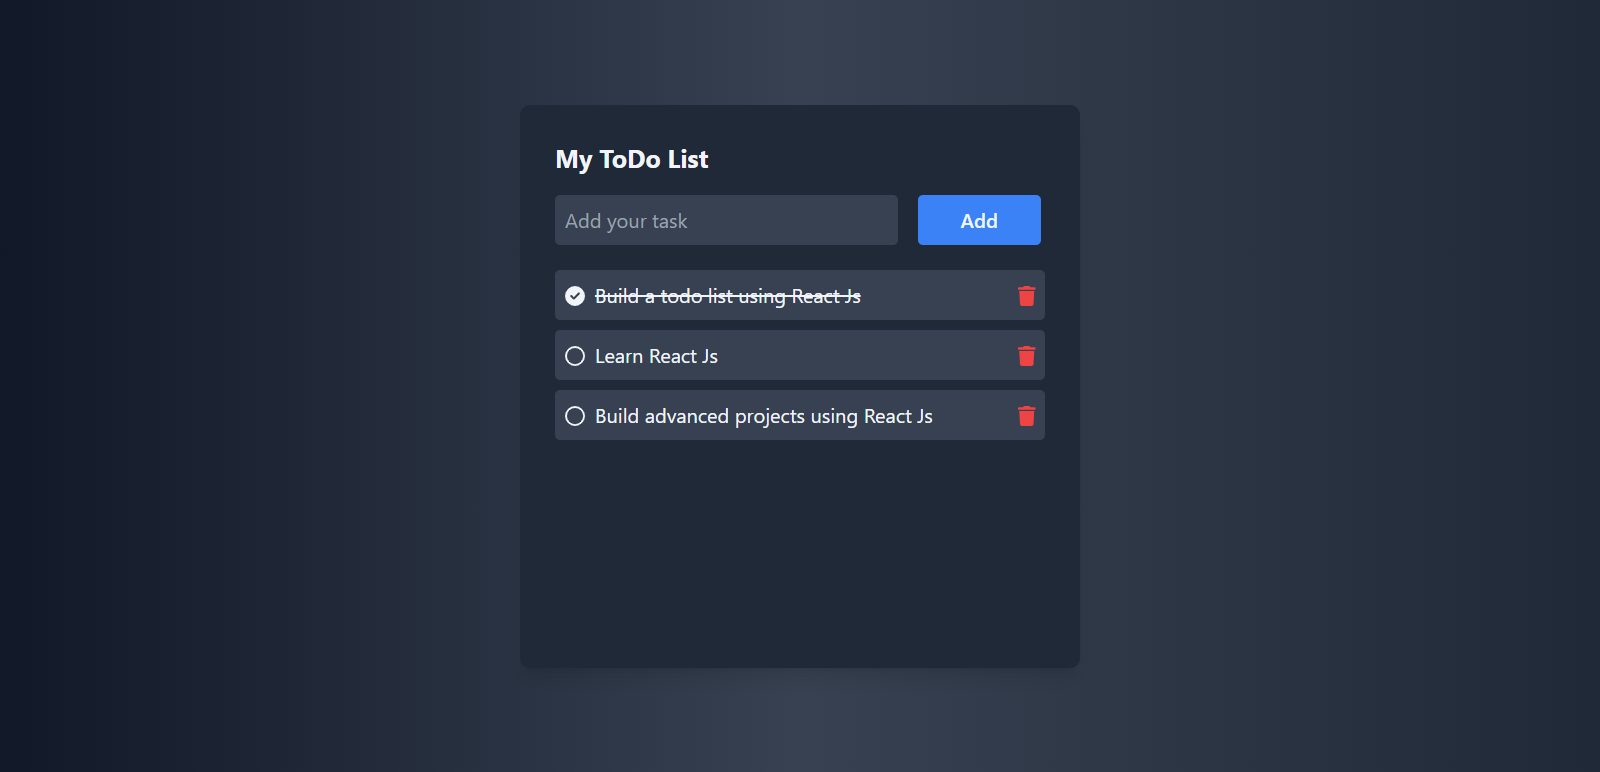 My ToDo List
Add your task
Add
Build a todo list using React Js
Learn React Js
Build advanced projects using React Js